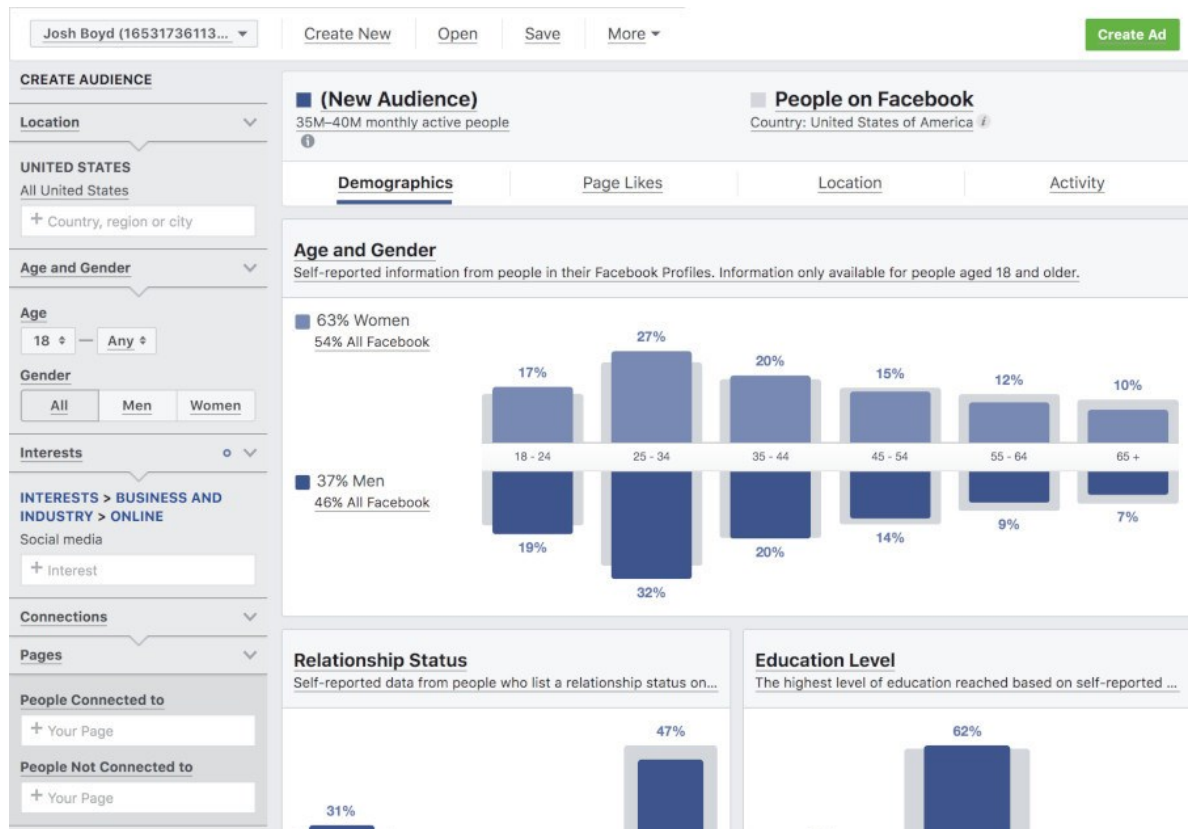 Josh Boyd (16531736113...
Create New
Open
Save
More
Create Ad
CREATE AUDIENCE
Location
UNITED STATES
All United States
+ Country, region or city
Age and Gender
Age
18 — Any
Gender
All Men Women
Interests
INTERESTS > BUSINESS AND
INDUSTRY > ONLINE
Social media
+ Interest
Connections
Pages
People Connected to
+ Your Page
People Not Connected to
+ Your Page
(New Audience)
35M–40M monthly active people
People on Facebook
Country: United States of America
Demographics
Page Likes
Location
Activity
Age and Gender
Self-reported information from people in their Facebook Profiles. Information only available for people aged 18 and older.
63% Women
54% All Facebook
17% 27% 20% 15% 12% 10%
18 - 24 25 - 34 35 - 44 45 - 54 55 - 64 65 +
37% Men
46% All Facebook
19% 32% 20% 14% 9% 7%
Relationship Status
Self-reported data from people who list a relationship status on...
31% 47%
Education Level
The highest level of education reached based on self-reported ...
62%